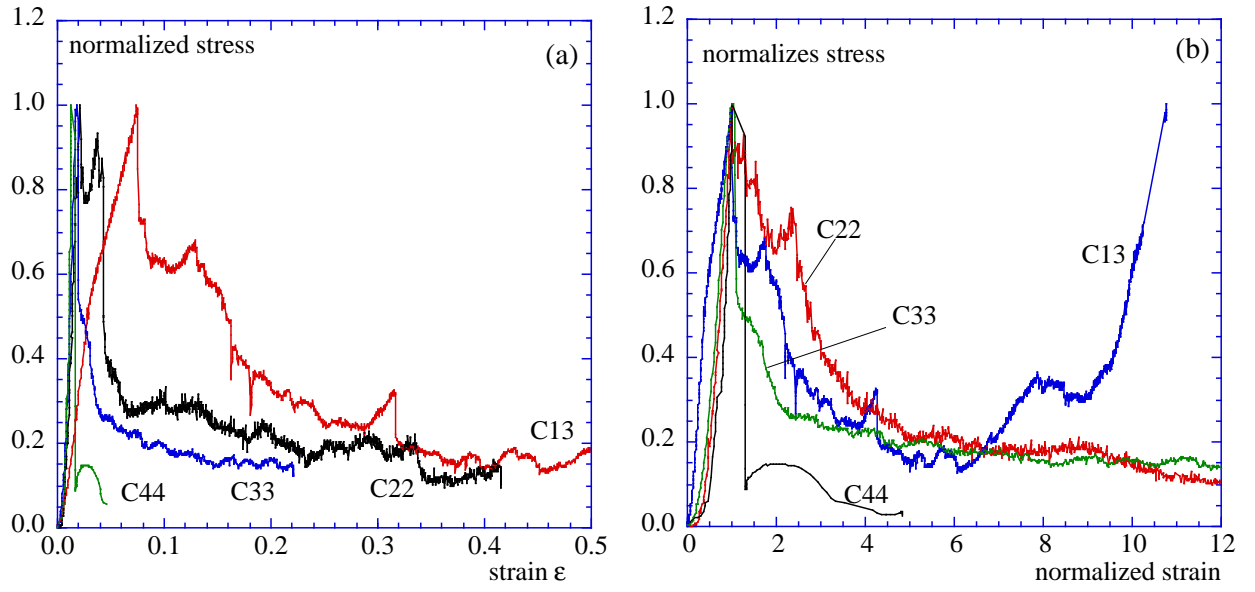 1.2
normalized stress
(a)
1.0
0.8
0.6
0.4
0.2
C13
C44
C33
C22
0.0
0.0
0.1
0.2
0.3
0.4
0.5
strain ε
1.2
normalizes stress
(b)
1.0
0.8
C22
C13
0.6
C33
0.4
0.2
C44
0.0
0
2
4
6
8
10
12
normalized strain